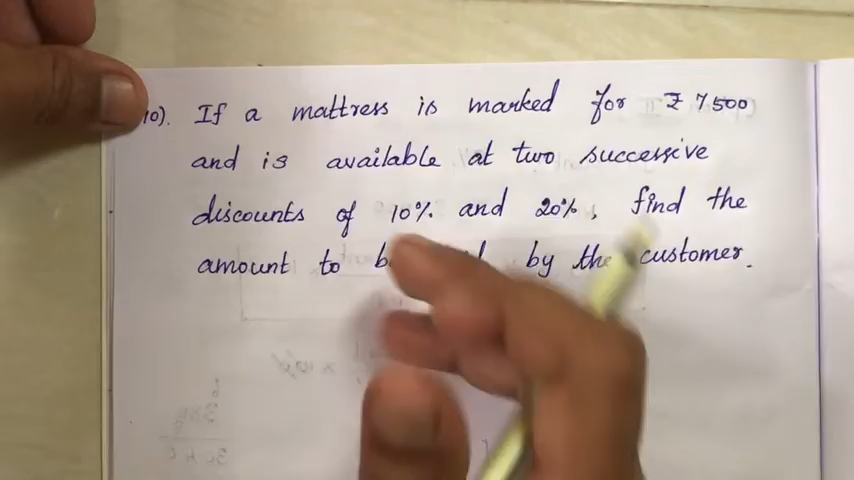 10). If a mattress is marked for ₹ 7500
and is available at two successive
discounts of 10% and 20%, find the
amount to by the customer.